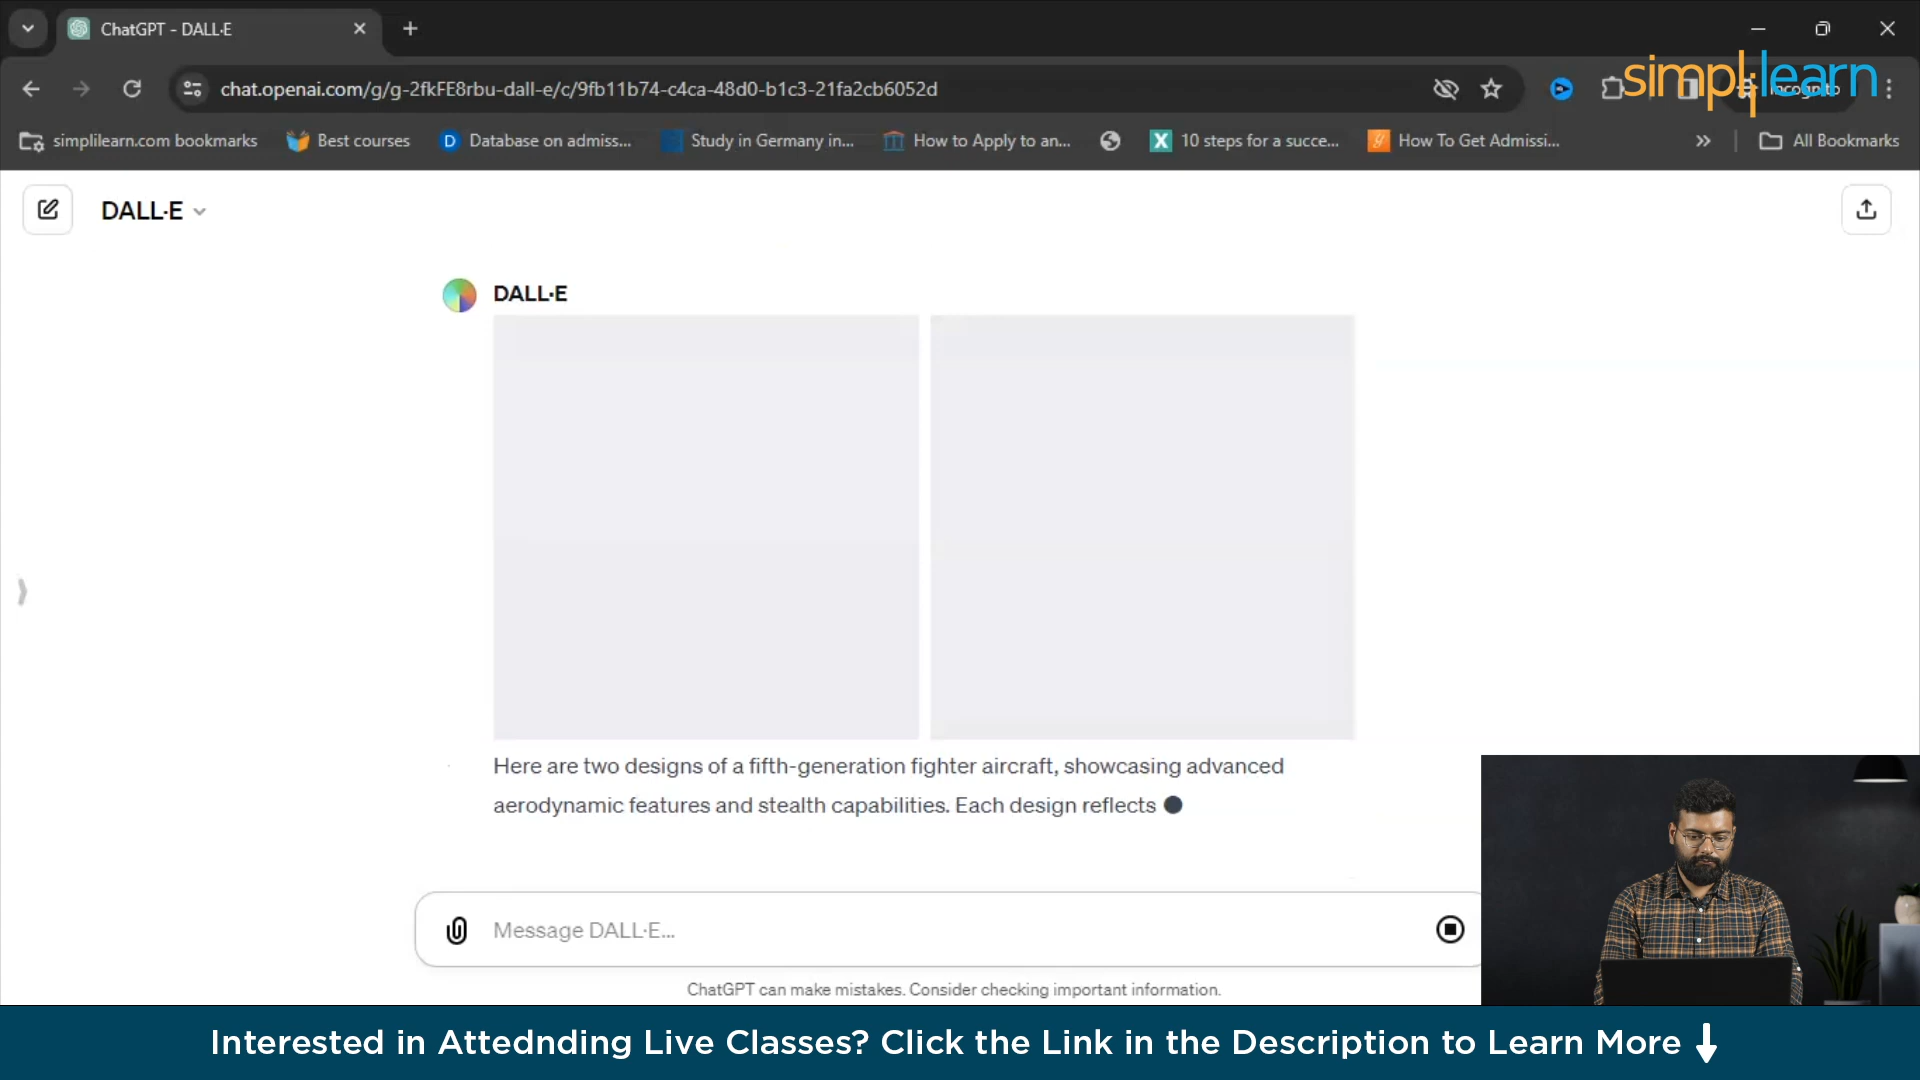 ChatGPT - DALL·E
chat.openai.com/g/g-2fkFE8rbu-dall-e/c/9fb11b74-c4ca-48d0-b1c3-21fa2cb6052d
Incognito
simplilearn
simplilearn.com bookmarks
Best courses
Database on admiss...
Study in Germany in...
How to Apply to an...
10 steps for a succe...
How To Get Admissi...
All Bookmarks
DALL·E
DALL·E
Here are two designs of a fifth-generation fighter aircraft, showcasing advanced
aerodynamic features and stealth capabilities. Each design reflects
Message DALL·E...
ChatGPT can make mistakes. Consider checking important information.
Interested in Attednding Live Classes? Click the Link in the Description to Learn More